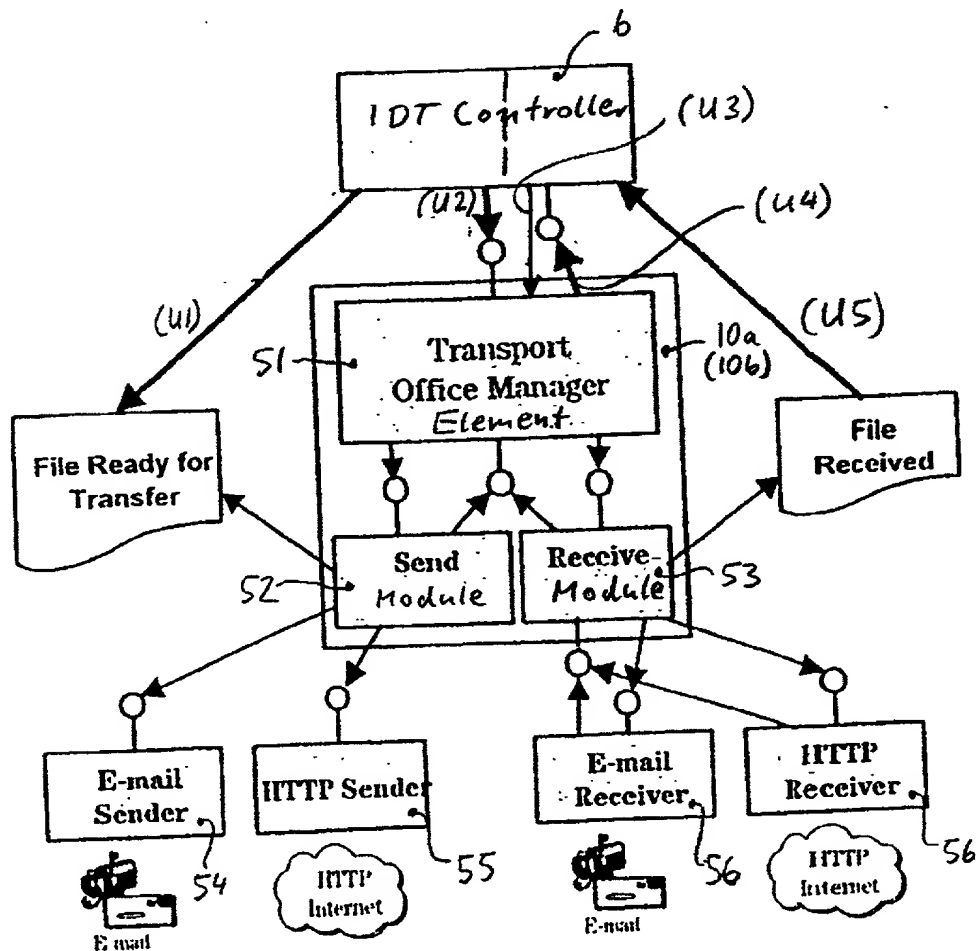 6
IDT Controller
(U3)
(U2)
(U4)
(U1)
(U5)
51
Transport
Office Manager
Element
10a
(10b)
File Ready for
Transfer
File
Received
52
Send
Module
Receive
Module
53
E-mail
Sender
HTTP Sender
E-mail
Receiver
HTTP
Receiver
54
55
56
56
E-mail
HTTP
Internet
E-mail
HTTP
Internet